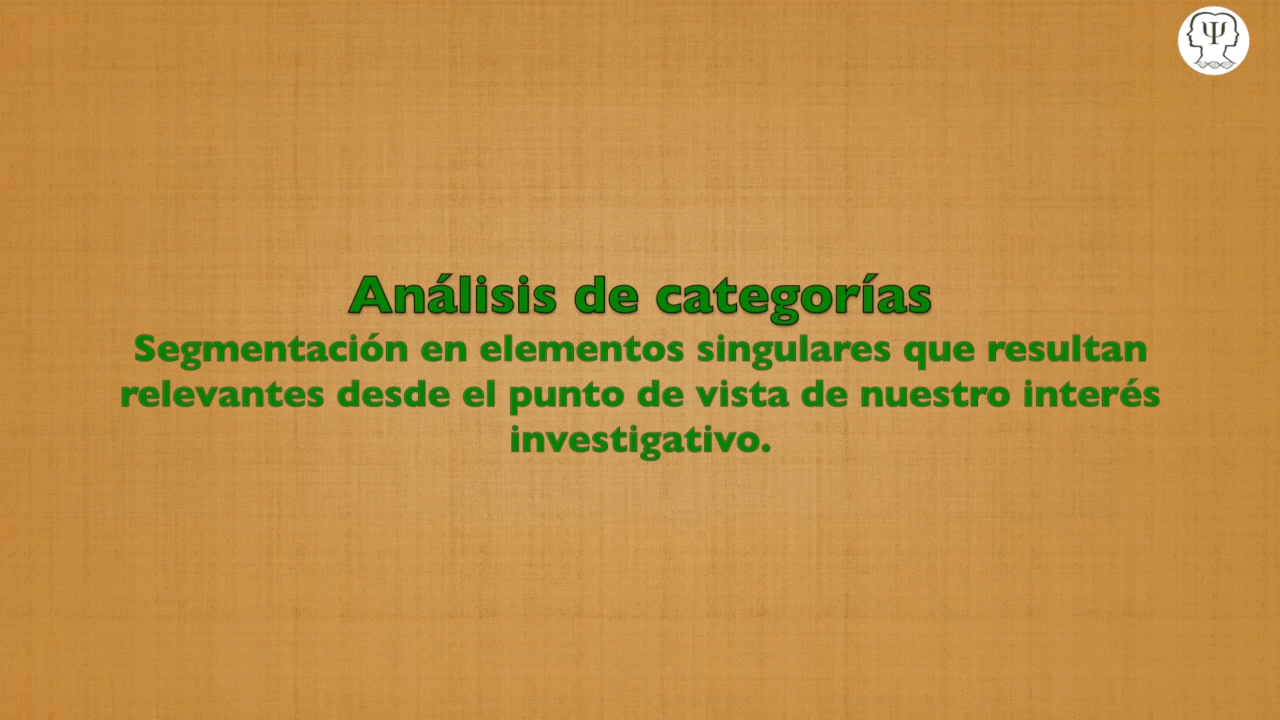 Ψ
Análisis de categorías
Segmentación en elementos singulares que resultan
relevantes desde el punto de vista de nuestro interés
investigativo.